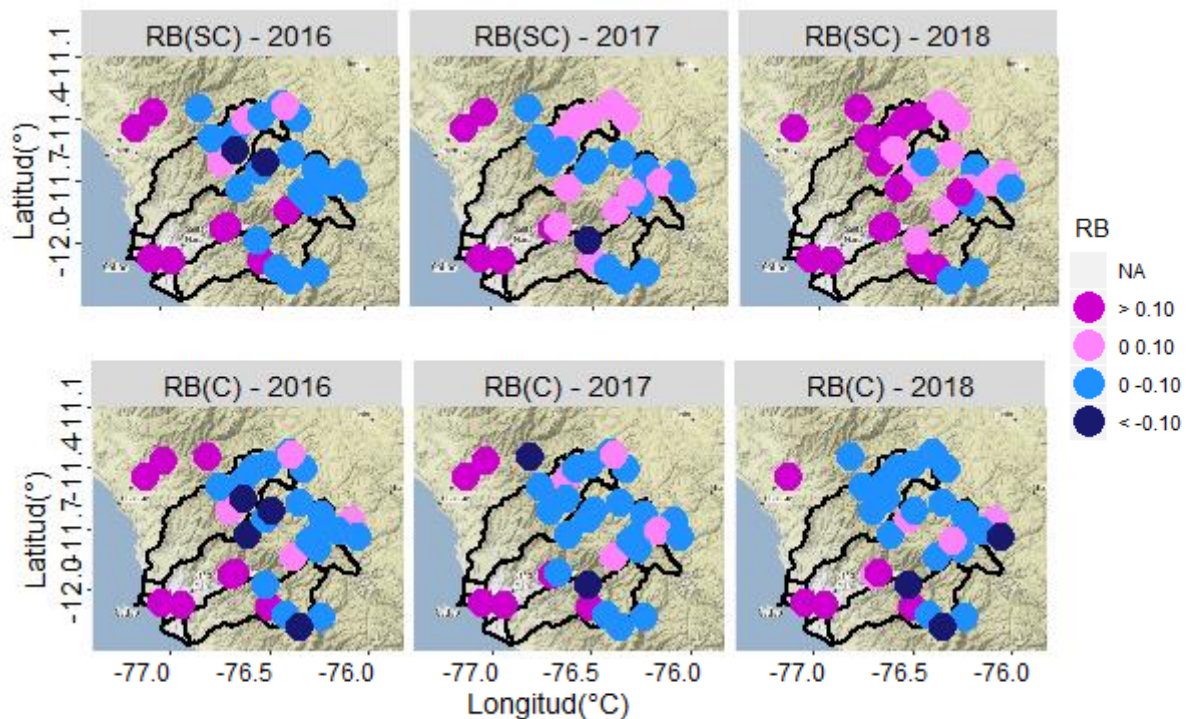 RB(SC) - 2016
RB(SC) - 2017
RB(SC) - 2018
Latitud(°)
-12.0 -11.7 -11.4 -11.1
RB(C) - 2016
RB(C) - 2017
RB(C) - 2018
Latitud(°)
-12.0 -11.7 -11.4 -11.1
-77.0 -76.5 -76.0
-77.0 -76.5 -76.0
-77.0 -76.5 -76.0
Longitud(°C)
RB
NA
> 0.10
0 0.10
0 -0.10
< -0.10